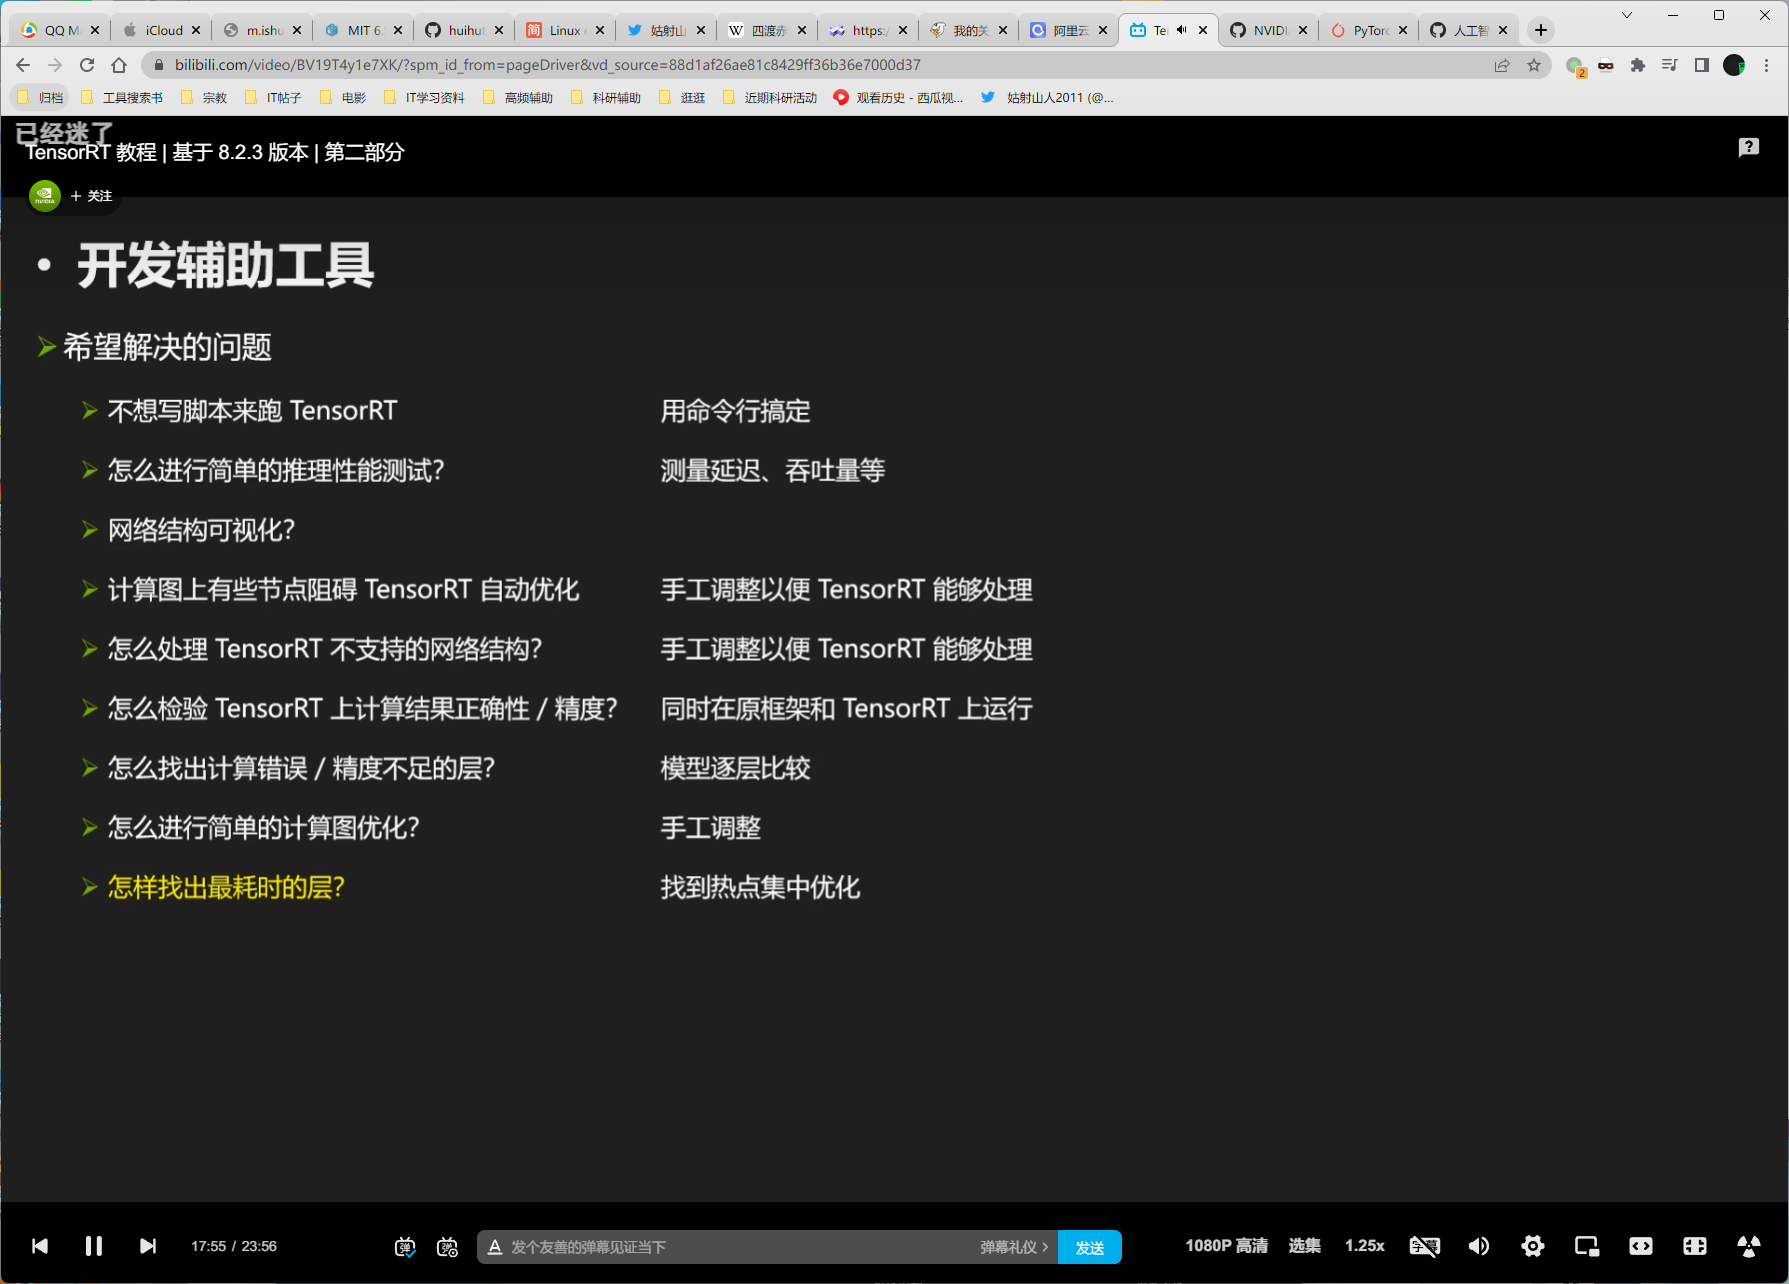 QQ M
iCloud
m.ishu
MIT 6.
huihut
Linux
姑射山
四渡赤
https:/
我的关
阿里云
Te
NVIDI
PyTorc
人工智
bilibili.com/video/BV19T4y1e7XK/?spm_id_from=pageDriver&vd_source=88d1af26ae81c8429ff36b36e7000d37
2
归档
工具搜索书
宗教
IT帖子
电影
IT学习资料
高频辅助
科研辅助
逛逛
近期科研活动
观看历史 - 西瓜视...
姑射山人2011 (@...
已经迷了
TensorRT 教程 | 基于 8.2.3 版本 | 第二部分
NVIDIA
+ 关注
• 开发辅助工具
希望解决的问题
不想写脚本来跑 TensorRT 用命令行搞定
怎么进行简单的推理性能测试? 测量延迟、吞吐量等
网络结构可视化?
计算图上有些节点阻碍 TensorRT 自动优化 手工调整以便 TensorRT 能够处理
怎么处理 TensorRT 不支持的网络结构? 手工调整以便 TensorRT 能够处理
怎么检验 TensorRT 上计算结果正确性 / 精度? 同时在原框架和 TensorRT 上运行
怎么找出计算错误 / 精度不足的层? 模型逐层比较
怎么进行简单的计算图优化? 手工调整
怎样找出最耗时的层? 找到热点集中优化
17:55 / 23:56
弹
弹
A 发个友善的弹幕见证当下
弹幕礼仪 >
发送
1080P 高清
选集
1.25x
字幕